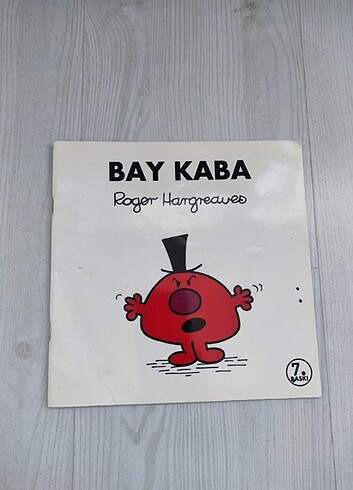 BAY KABA
Roger Hargreaves
7.
BASKI